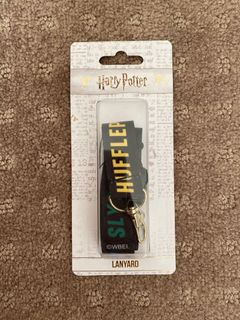 Harry Potter
SLY
HUFFLEP
©WBEI
LANYARD